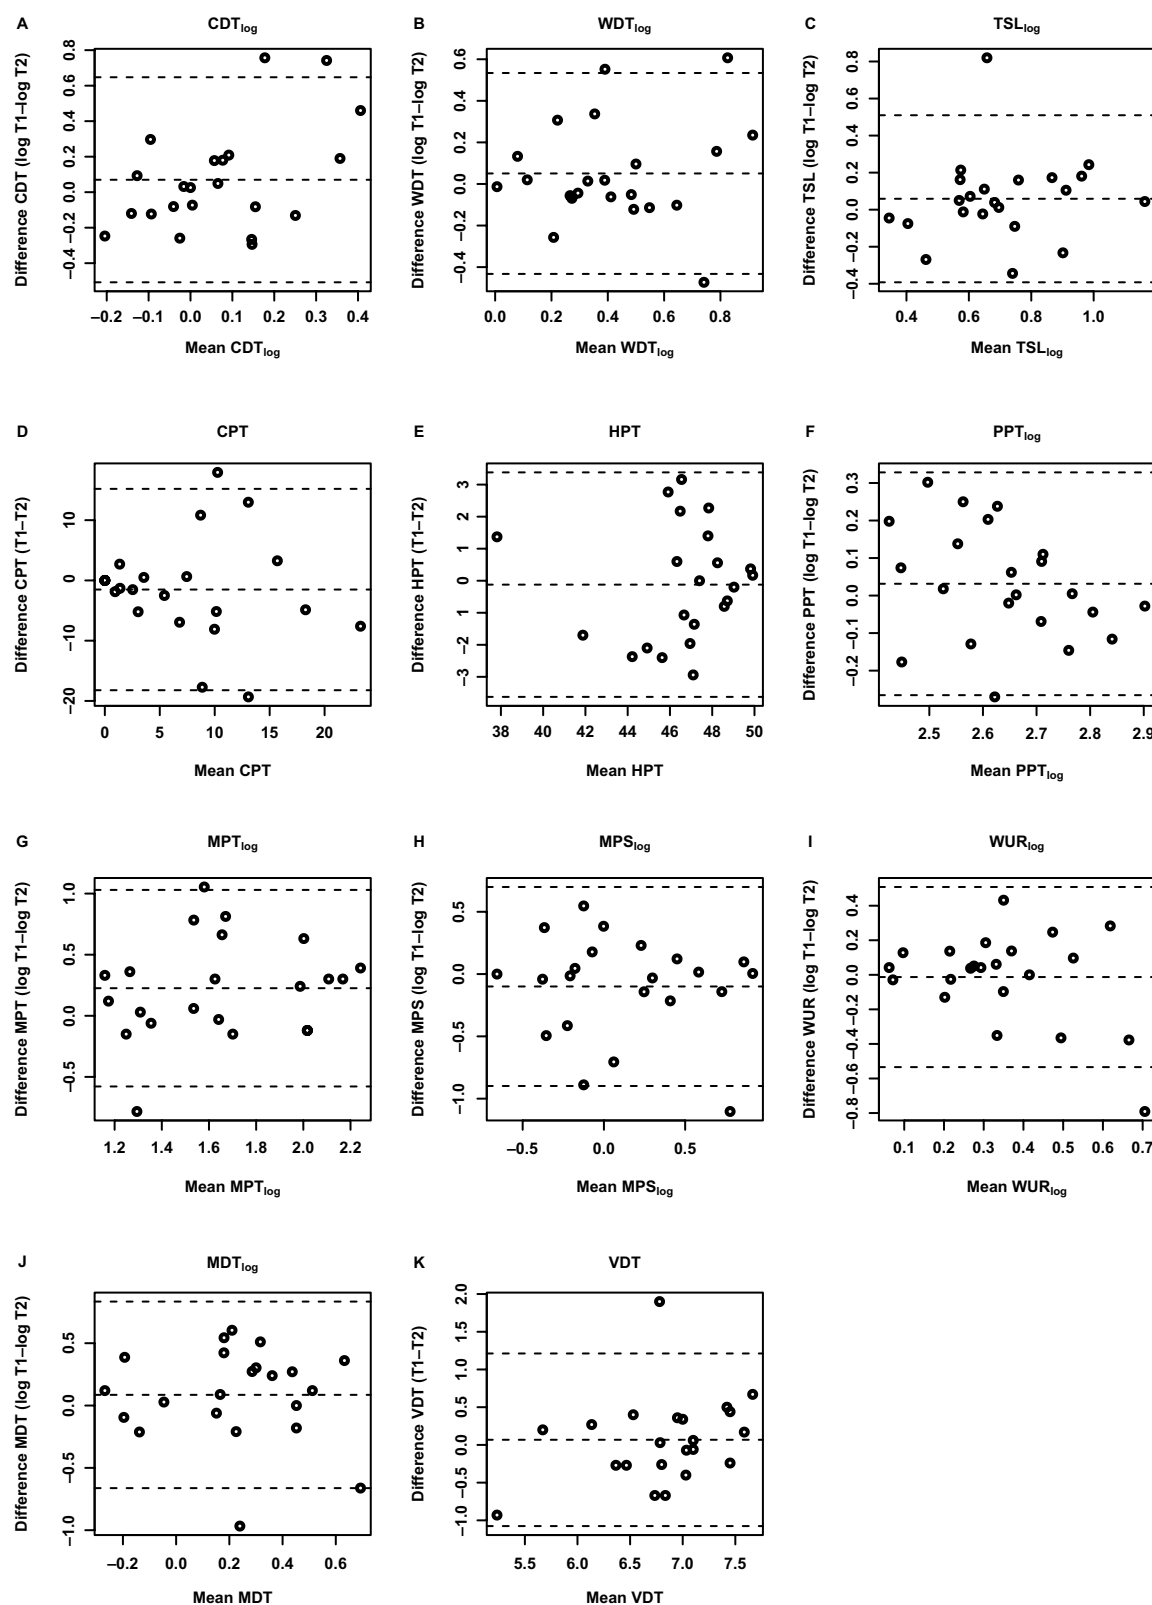 A CDTlog
Difference CDT (log T1–log T2)
0.8
0.6
0.4
0.2
0.0
–0.2
–0.4
–0.2 –0.1 0.0 0.1 0.2 0.3 0.4
Mean CDTlog
B WDTlog
Difference WDT (log T1–log T2)
0.6
0.4
0.2
0.0
–0.2
–0.4
0.0 0.2 0.4 0.6 0.8
Mean WDTlog
C TSLlog
Difference TSL (log T1–log T2)
0.8
0.6
0.4
0.2
0.0
–0.2
–0.4
0.4 0.6 0.8 1.0
Mean TSLlog
D CPT
Difference CPT (T1–T2)
10
0
–10
–20
0 5 10 15 20
Mean CPT
E HPT
Difference HPT (T1–T2)
3
2
1
0
–1
–2
–3
38 40 42 44 46 48 50
Mean HPT
F PPTlog
Difference PPT (log T1–log T2)
0.3
0.2
0.1
0.0
–0.1
–0.2
2.5 2.6 2.7 2.8 2.9
Mean PPTlog
G MPTlog
Difference MPT (log T1–log T2)
1.0
0.5
0.0
–0.5
1.2 1.4 1.6 1.8 2.0 2.2
Mean MPTlog
H MPSlog
Difference MPS (log T1–log T2)
0.5
0.0
–0.5
–1.0
–0.5 0.0 0.5
Mean MPSlog
I WURlog
Difference WUR (log T1–log T2)
0.4
0.2
0.0
–0.2
–0.4
–0.6
–0.8
0.1 0.2 0.3 0.4 0.5 0.6 0.7
Mean WURlog
J MDTlog
Difference MDT (log T1–log T2)
0.5
0.0
–0.5
–1.0
–0.2 0.0 0.2 0.4 0.6
Mean MDT
K VDT
Difference VDT (T1–T2)
2.0
1.5
1.0
0.5
0.0
–0.5
–1.0
5.5 6.0 6.5 7.0 7.5
Mean VDT